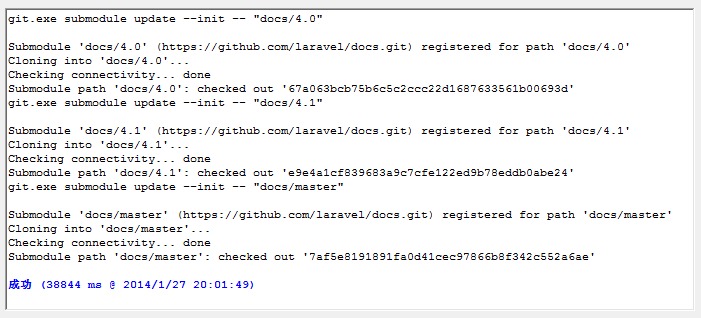 git.exe submodule update --init -- "docs/4.0"
Submodule 'docs/4.0' (https://github.com/laravel/docs.git) registered for path 'docs/4.0'
Cloning into 'docs/4.0'...
Checking connectivity... done
Submodule path 'docs/4.0': checked out '67a063bcb75b6c5c2ccc22d1687633561b00693d'
git.exe submodule update --init -- "docs/4.1"
Submodule 'docs/4.1' (https://github.com/laravel/docs.git) registered for path 'docs/4.1'
Cloning into 'docs/4.1'...
Checking connectivity... done
Submodule path 'docs/4.1': checked out 'e9e4a1cf839683a9c7cfe122ed9b78eddb0abe24'
git.exe submodule update --init -- "docs/master"
Submodule 'docs/master' (https://github.com/laravel/docs.git) registered for path 'docs/master'
Cloning into 'docs/master'...
Checking connectivity... done
Submodule path 'docs/master': checked out '7af5e8191891fa0d41cec97866b8f342c552a6ae'
成功 (38844 ms @ 2014/1/27 20:01:49)